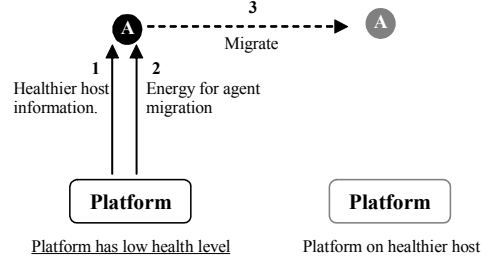 3
A
A
Migrate
1
2
Healthier host
information.
Energy for agent
migration
Platform
Platform
Platform has low health level
Platform on healthier host